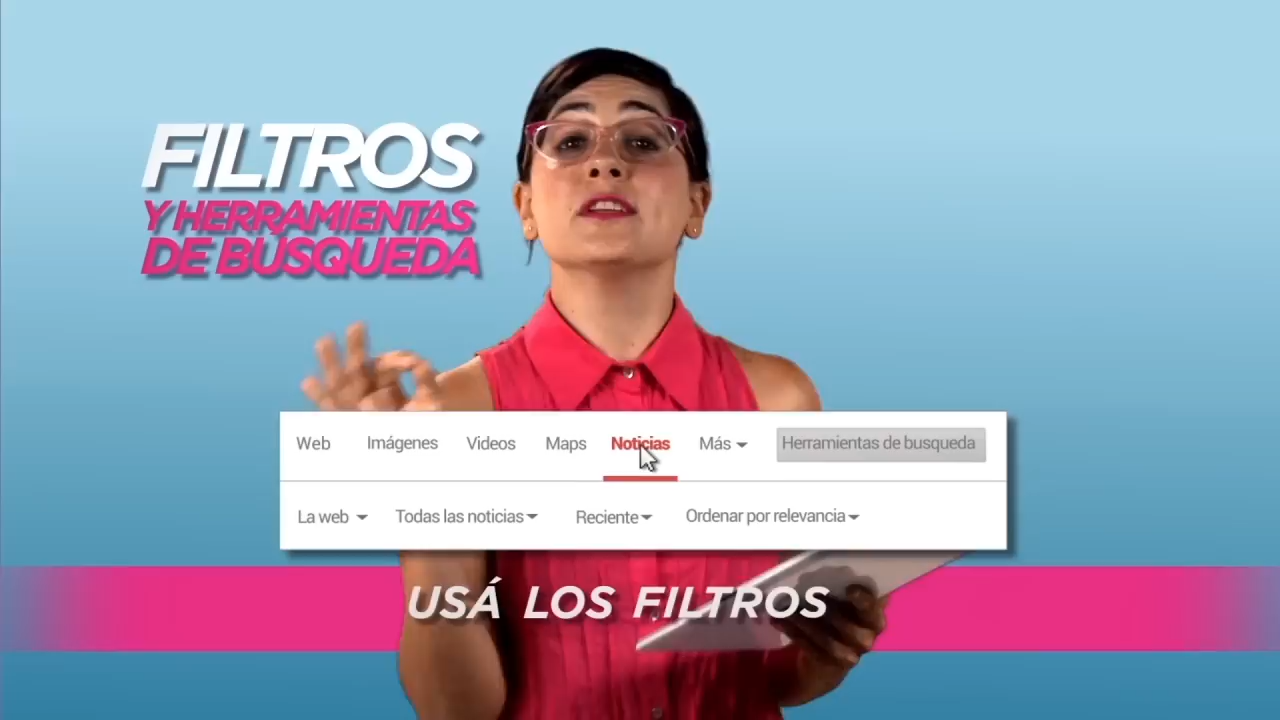 FILTROS
Y HERRAMIENTAS
DE BÚSQUEDA
Web Imágenes Videos Maps Noticias Más Herramientas de busqueda
La web Todas las noticias Reciente Ordenar por relevancia
USÁ LOS FILTROS